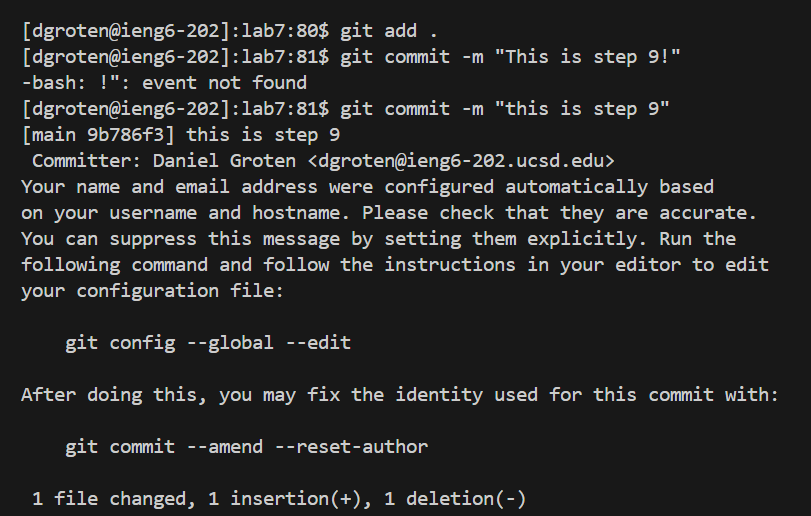 [dgroten@ieng6-202]:lab7:80$ git add .
[dgroten@ieng6-202]:lab7:81$ git commit -m "This is step 9!"
-bash: !": event not found
[dgroten@ieng6-202]:lab7:81$ git commit -m "this is step 9"
[main 9b786f3] this is step 9
 Committer: Daniel Groten <dgroten@ieng6-202.ucsd.edu>
Your name and email address were configured automatically based
on your username and hostname. Please check that they are accurate.
You can suppress this message by setting them explicitly. Run the
following command and follow the instructions in your editor to edit
your configuration file:

    git config --global --edit

After doing this, you may fix the identity used for this commit with:

    git commit --amend --reset-author

 1 file changed, 1 insertion(+), 1 deletion(-)